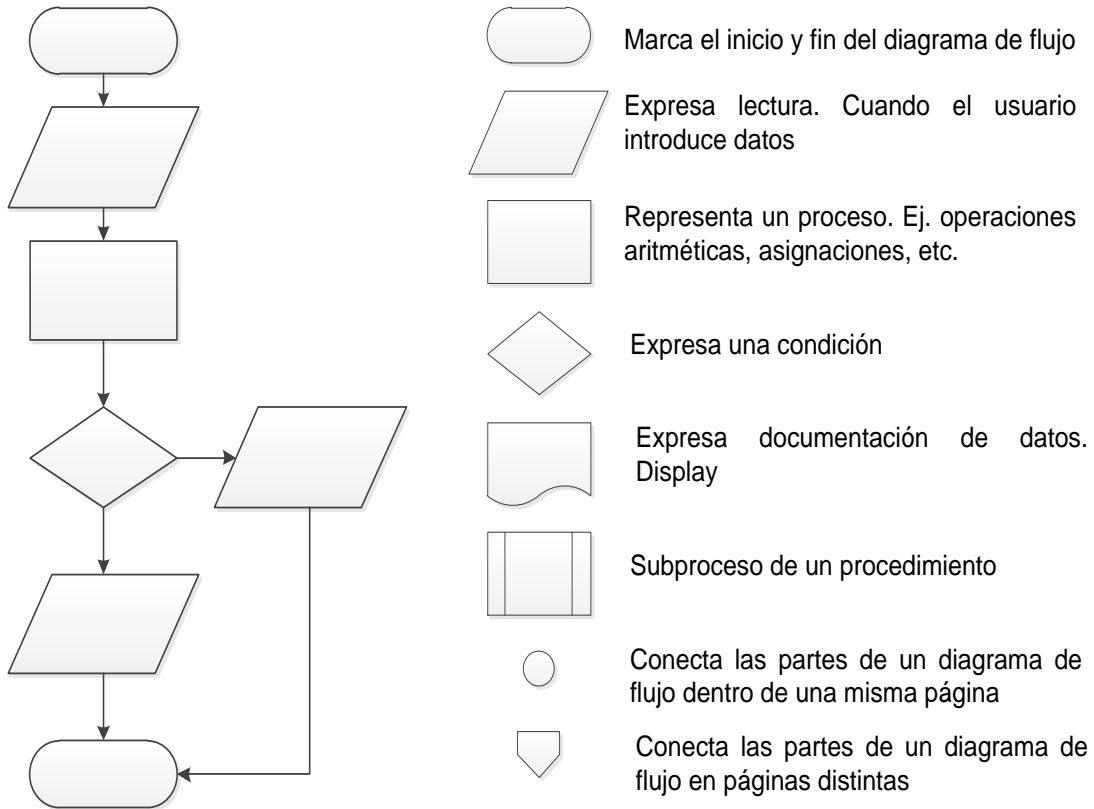 Marca el inicio y fin del diagrama de flujo
Expresa lectura. Cuando el usuario
introduce datos
Representa un proceso. Ej. operaciones
aritméticas, asignaciones, etc.
Expresa una condición
Expresa documentación de datos.
Display
Subproceso de un procedimiento
Conecta las partes de un diagrama de
flujo dentro de una misma página
Conecta las partes de un diagrama de
flujo en páginas distintas